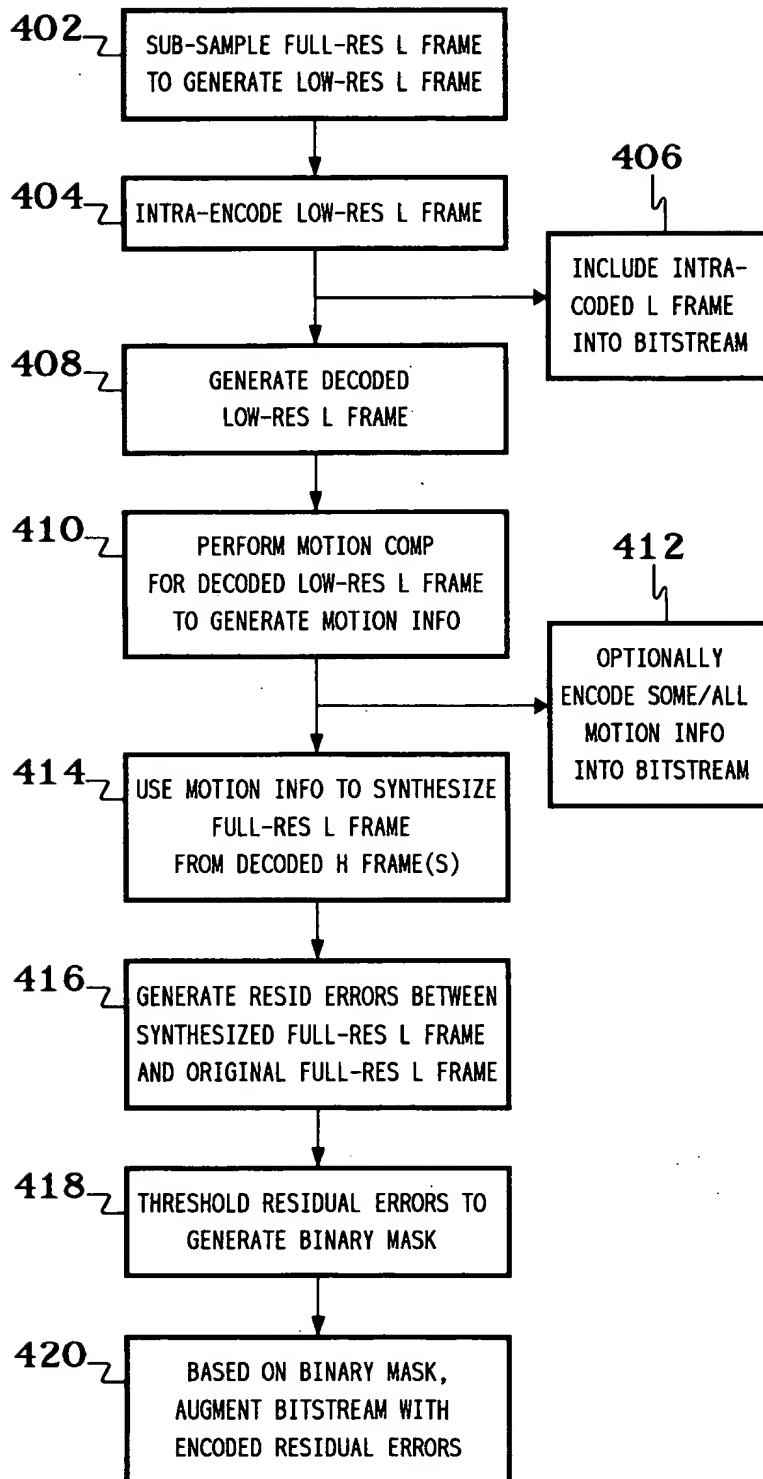 402
SUB-SAMPLE FULL-RES L FRAME
TO GENERATE LOW-RES L FRAME
404
INTRA-ENCODE LOW-RES L FRAME
406
INCLUDE INTRA-
CODED L FRAME
INTO BITSTREAM
408
GENERATE DECODED
LOW-RES L FRAME
410
PERFORM MOTION COMP
FOR DECODED LOW-RES L FRAME
TO GENERATE MOTION INFO
412
OPTIONALLY
ENCODE SOME/ALL
MOTION INFO
INTO BITSTREAM
414
USE MOTION INFO TO SYNTHESIZE
FULL-RES L FRAME
FROM DECODED H FRAME(S)
416
GENERATE RESID ERRORS BETWEEN
SYNTHESIZED FULL-RES L FRAME
AND ORIGINAL FULL-RES L FRAME
418
THRESHOLD RESIDUAL ERRORS TO
GENERATE BINARY MASK
420
BASED ON BINARY MASK,
AUGMENT BITSTREAM WITH
ENCODED RESIDUAL ERRORS